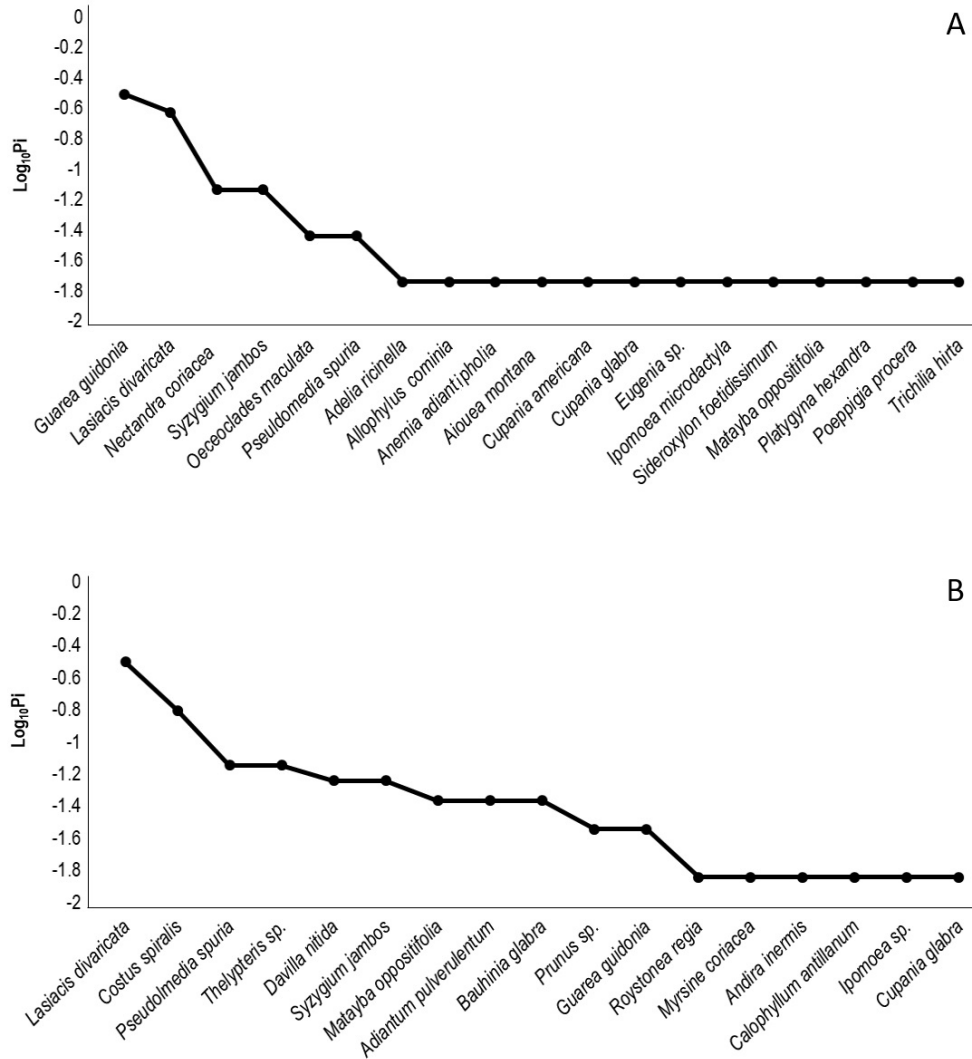 A
0
-0.2
-0.4
-0.6
-0.8
-1
-1.2
-1.4
-1.6
-1.8
-2
Log10Pi
Guarea guidonia
Lasiacis divaricata
Nectandra coriacea
Syzygium jambos
Oeceoclades maculata
Pseuldomedia spuria
Adelia ricinella
Allophylus cominia
Anemia adiantipholia
Aiouea montana
Cupania americana
Cupania glabra
Eugenia sp.
Ipomoea microdactyla
Sideroxylon foetidissimum
Matayba oppositifolia
Platygyna hexandra
Poeppigia procera
Trichilia hirta
B
0
-0.2
-0.4
-0.6
-0.8
-1
-1.2
-1.4
-1.6
-1.8
-2
Log10Pi
Lasiacis divaricata
Costus spiralis
Pseudolmedia spuria
Thelypteris sp.
Davilla nitida
Syzygium jambos
Matayba oppositifolia
Adiantum pulverulentum
Bauhinia glabra
Prunus sp.
Guarea guidonia
Roystonea regia
Myrsine coriacea
Andira inermis
Calophyllum antillanum
Ipomoea sp.
Cupania glabra